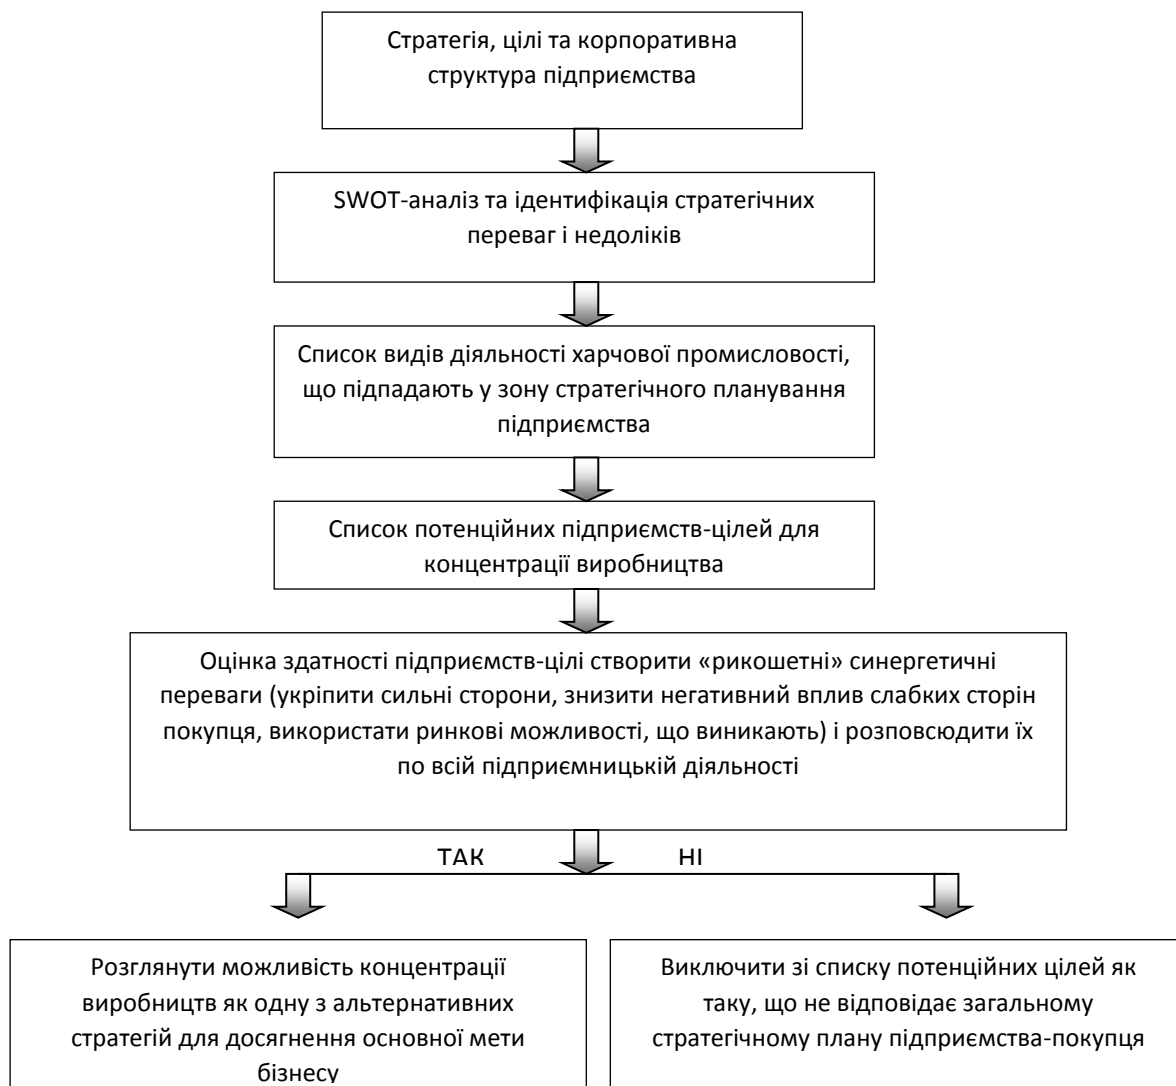 Стратегія, цілі та корпоративна
структура підприємства
SWOT-аналіз та ідентифікація стратегічних
переваг і недоліків
Список видів діяльності харчової промисловості,
що підпадають у зону стратегічного планування
підприємства
Список потенційних підприємств-цілей для
концентрації виробництва
Оцінка здатності підприємств-цілі створити «рикошетні» синергетичні
переваги (укріпити сильні сторони, знизити негативний вплив слабких сторін
покупця, використати ринкові можливості, що виникають) і розповсюдити їх
по всій підприємницькій діяльності
ТАК
НІ
Розглянути можливість концентрації
виробництв як одну з альтернативних
стратегій для досягнення основної мети
бізнесу
Виключити зі списку потенційних цілей як
таку, що не відповідає загальному
стратегічному плану підприємства-покупця